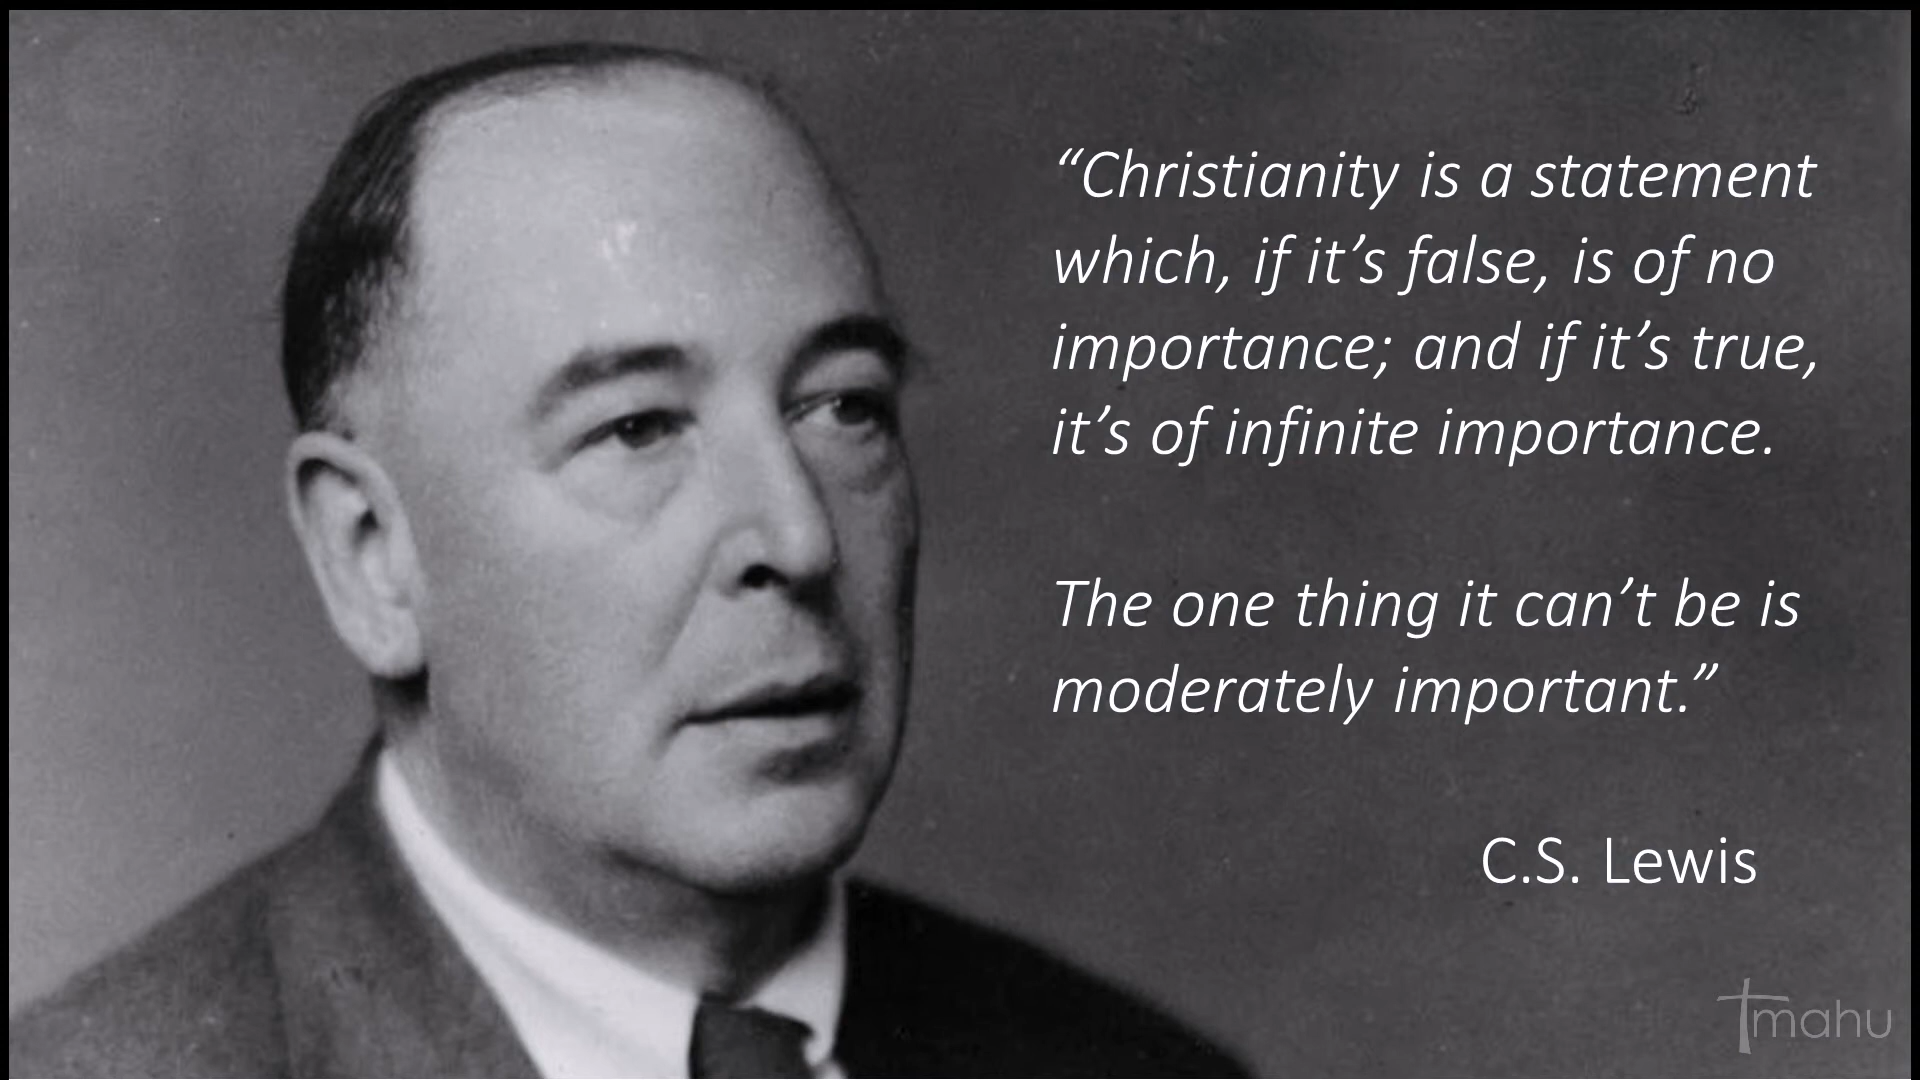 “Christianity is a statement
which, if it’s false, is of no
importance; and if it’s true,
it’s of infinite importance.
The one thing it can’t be is
moderately important.”
C.S. Lewis
mahu